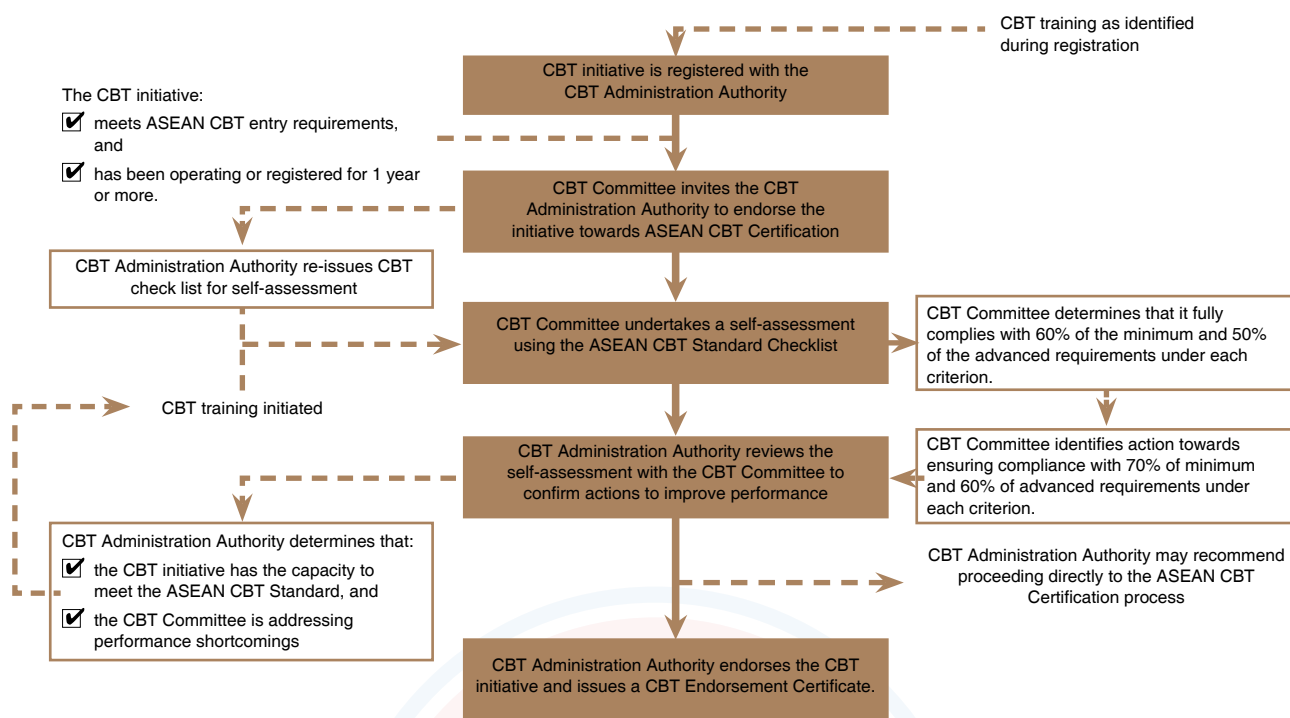 CBT training as identified
during registration
CBT initiative is registered with the
CBT Administration Authority
The CBT initiative:
meets ASEAN CBT entry requirements,
and
has been operating or registered for 1 year
or more.
CBT Committee invites the CBT
Administration Authority to endorse the
initiative towards ASEAN CBT Certification
CBT Administration Authority re-issues CBT
check list for self-assessment
CBT Committee undertakes a self-assessment
using the ASEAN CBT Standard Checklist
CBT Committee determines that it fully
complies with 60% of the minimum and 50%
of the advanced requirements under each
criterion.
CBT training initiated
CBT Administration Authority reviews the
self-assessment with the CBT Committee to
confirm actions to improve performance
CBT Committee identifies action towards
ensuring compliance with 70% of minimum
and 60% of advanced requirements under
each criterion.
CBT Administration Authority determines that:
the CBT initiative has the capacity to
meet the ASEAN CBT Standard, and
the CBT Committee is addressing
performance shortcomings
CBT Administration Authority may recommend
proceeding directly to the ASEAN CBT
Certification process
CBT Administration Authority endorses the CBT
initiative and issues a CBT Endorsement Certificate.